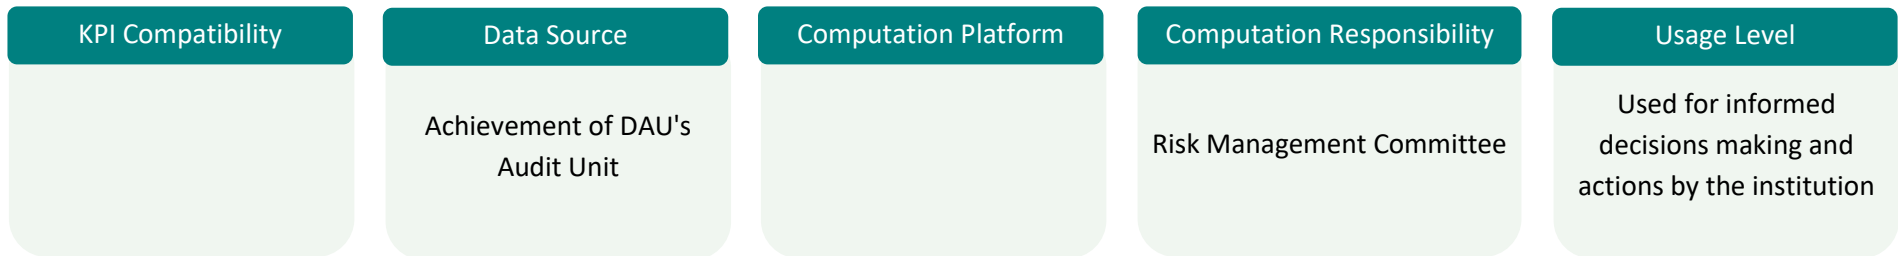 KPI Compatibility
Data Source
Achievement of DAU's
Audit Unit
Computation Platform
Computation Responsibility
Risk Management Committee
Usage Level
Used for informed
decisions making and
actions by the institution